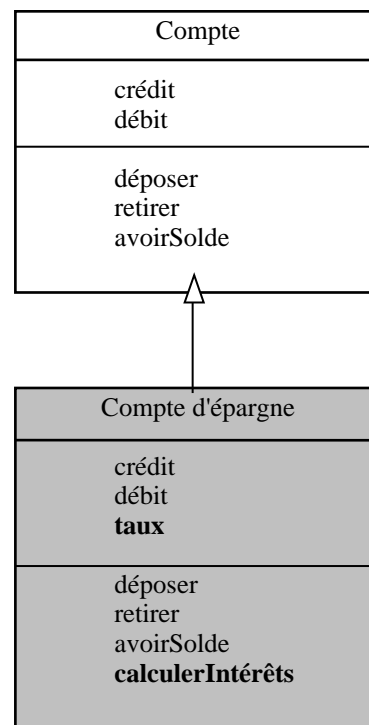 Compte
crédit
débit
déposer
retirer
avoirSolde
Compte d'épargne
crédit
débit
taux
déposer
retirer
avoirSolde
calculerIntérêts